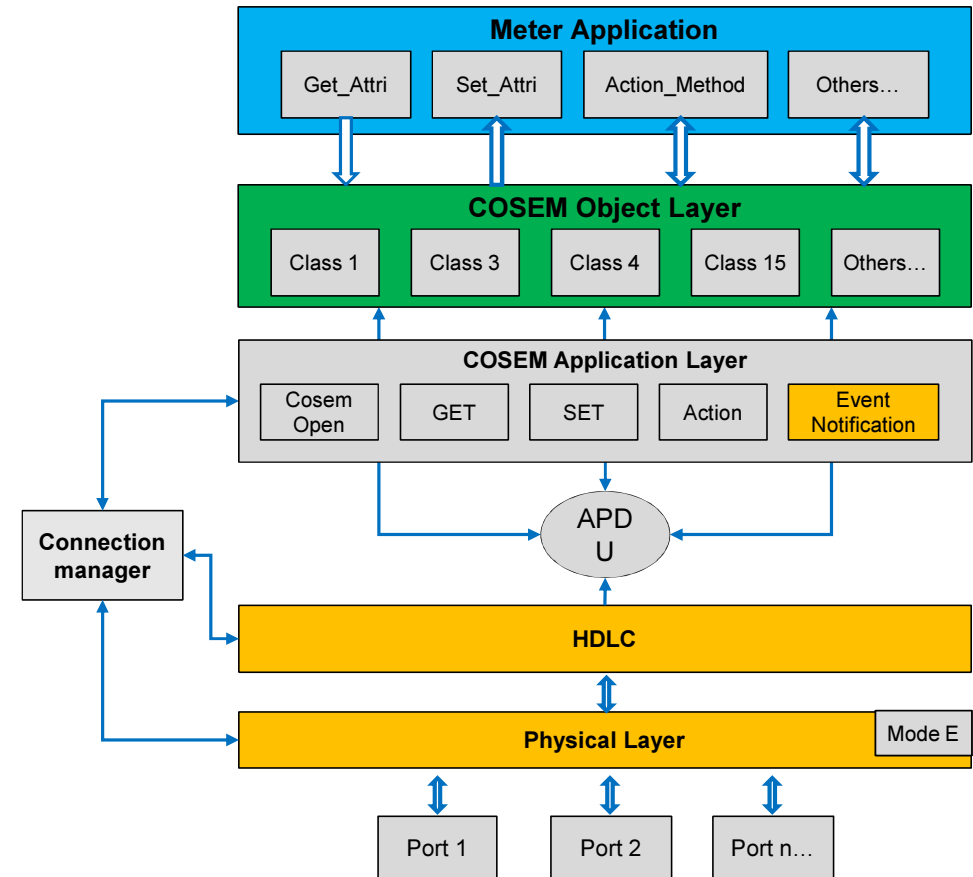 Meter Application
Get_Attri
Set_Attri
Action_Method
Others…
COSEM Object Layer
Class 1
Class 3
Class 4
Class 15
Others…
COSEM Application Layer
Cosem
Open
GET
SET
Action
Event
Notification
APD
U
Connection
manager
HDLC
Physical Layer
Mode E
Port 1
Port 2
Port n…